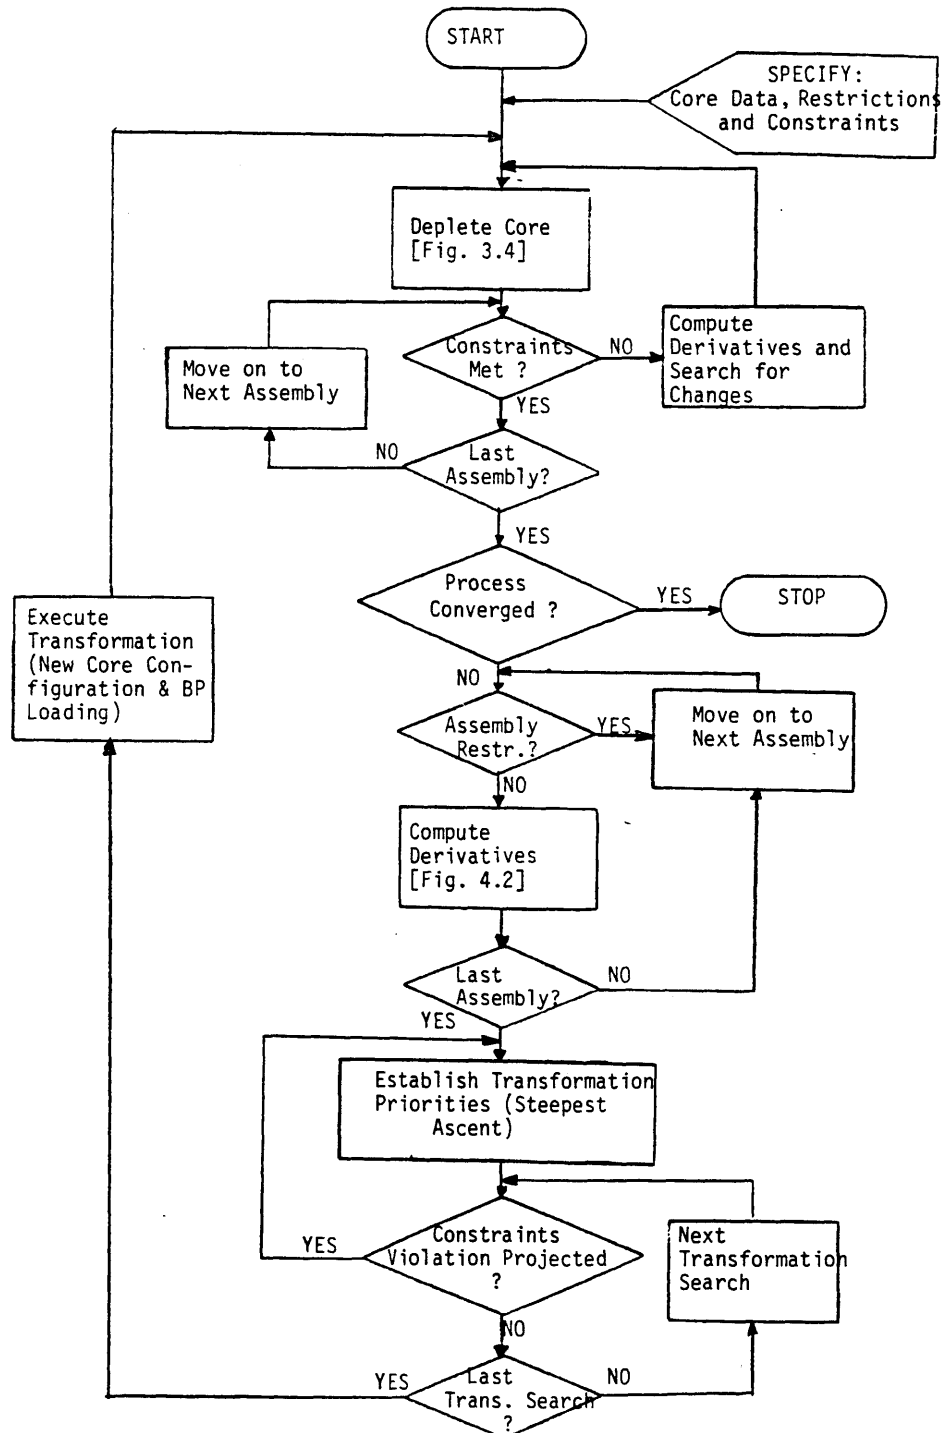 START
SPECIFY:
Core Data, Restrictions
and Constraints
Deplete Core
[Fig. 3.4]
Constraints
Met ?
NO
Compute
Derivatives and
Search for
Changes
Move on to
Next Assembly
YES
NO
Last
Assembly?
YES
Process
Converged ?
YES
STOP
Execute
Transformation
(New Core Con-
figuration & BP
Loading)
NO
Assembly
Restr.?
YES
Move on to
Next Assembly
NO
Compute
Derivatives
[Fig. 4.2]
Last
Assembly?
NO
YES
Establish Transformation
Priorities (Steepest
Ascent)
Constraints
Violation Projected
?
YES
Next
Transformation
Search
NO
YES
Last
Trans. Search
?
NO